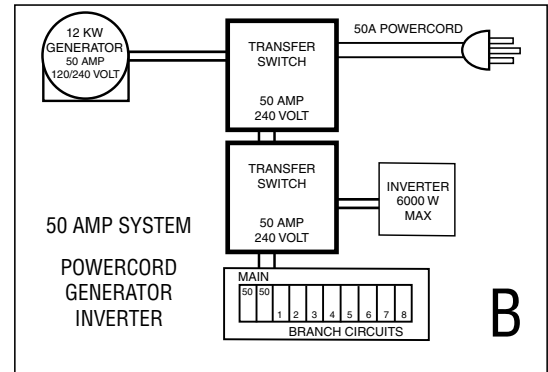 12 KW
GENERATOR
50 AMP
120/240 VOLT
TRANSFER
SWITCH
50 AMP
240 VOLT
50A POWERCORD
TRANSFER
SWITCH
50 AMP
240 VOLT
INVERTER
6000 W
MAX
50 AMP SYSTEM
POWERCORD
GENERATOR
INVERTER
MAIN
50 50
1 2 3 4 5 6 7 8
BRANCH CIRCUITS
B